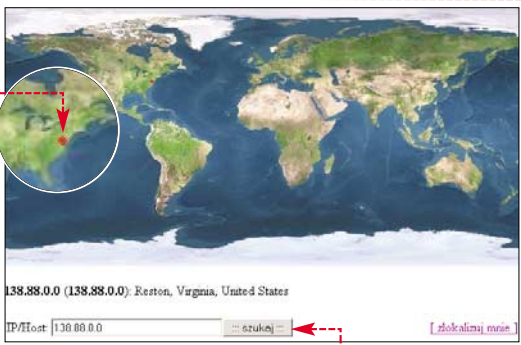 138.88.0.0 (138.88.0.0): Reston, Virginia, United States
IP/Host: 138.88.0.0 ::: szukaj ::: [ zlokalizuj mnie ]